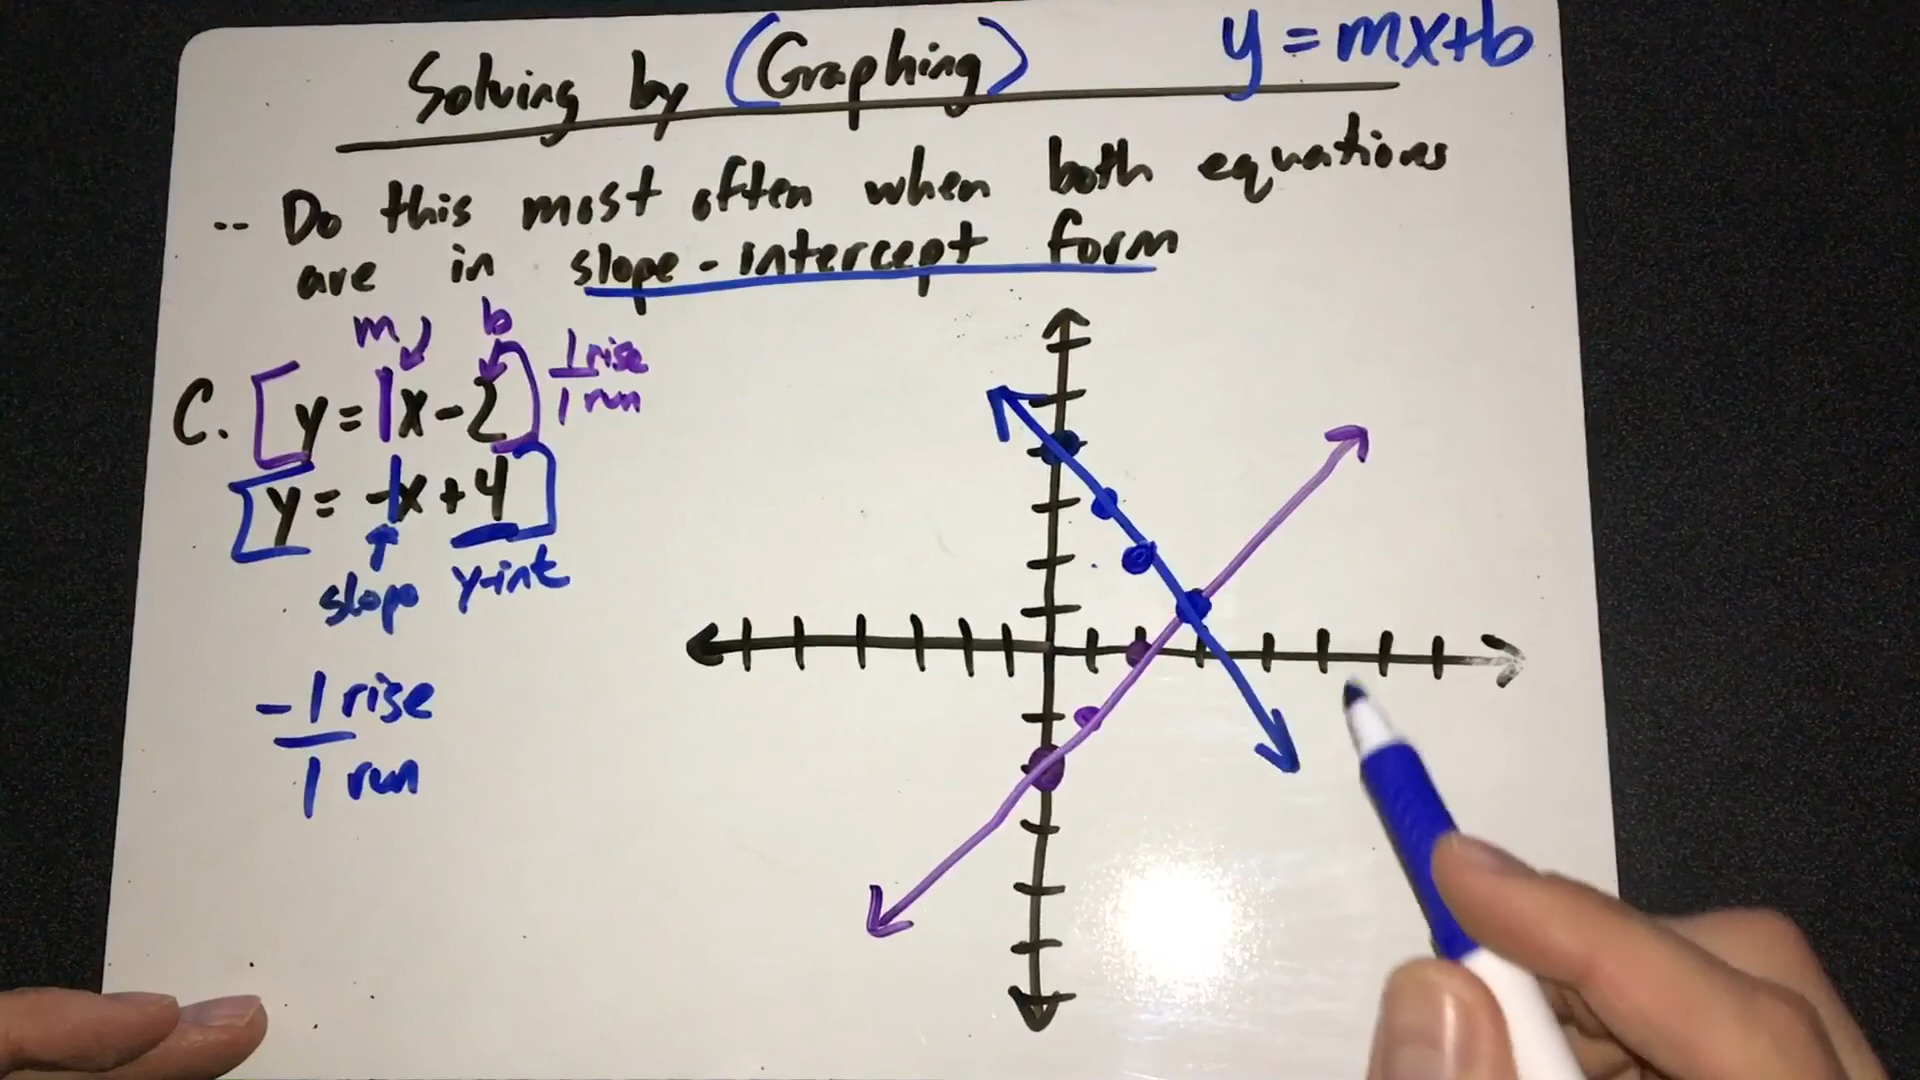 Solving by (Graphing)
y = mx+b
-- Do this most often when both equations
are in slope-intercept form
m b
C. y = 1x - 2
1 rise
1 run
y = -1x + 4
slope y-int
-1 rise
1 run